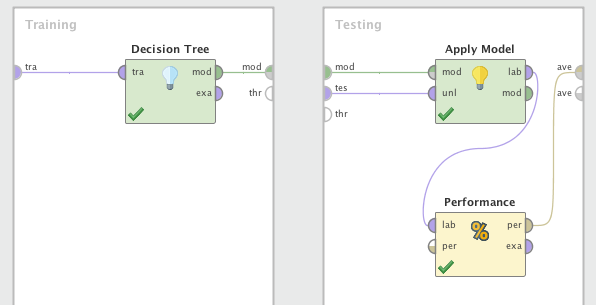 Training
Decision Tree
tra
tra
mod
mod
exa
thr
Testing
Apply Model
mod
mod
lab
ave
tes
unl
mod
ave
thr
Performance
lab
per
per
exa
%